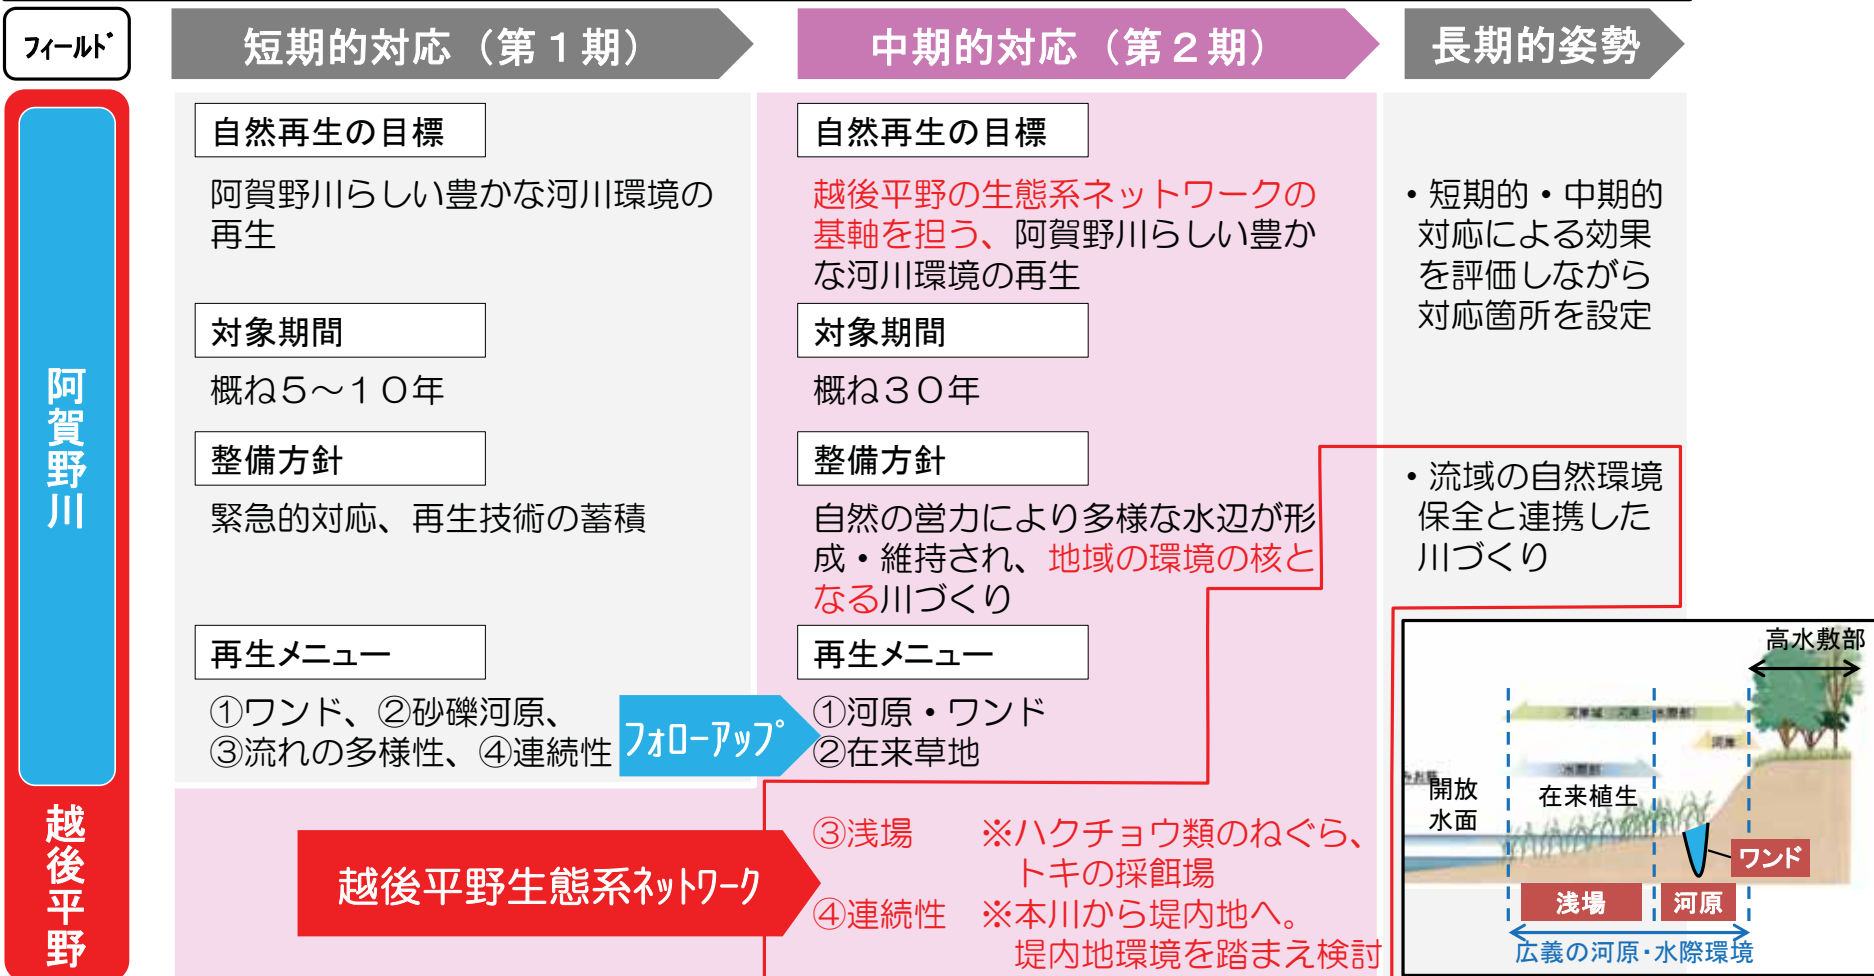 フィールド
短期的対応（第１期）
中期的対応（第２期）
長期的姿勢
阿賀野川
越後平野
自然再生の目標
阿賀野川らしい豊かな河川環境の
再生
対象期間
概ね５～１０年
整備方針
緊急的対応、再生技術の蓄積
再生メニュー
①ワンド、②砂礫河原、
③流れの多様性、④連続性
フォローアップ
自然再生の目標
越後平野の生態系ネットワークの
基軸を担う、阿賀野川らしい豊か
な河川環境の再生
対象期間
概ね３０年
整備方針
自然の営力により多様な水辺が形
成・維持され、地域の環境の核と
なる川づくり
再生メニュー
①河原・ワンド
②在来草地
越後平野生態系ネットワーク
③浅場　※ハクチョウ類のねぐら、
トキの採餌場
④連続性　※本川から堤内地へ。
堤内地環境を踏まえ検討
・短期的・中期的
対応による効果
を評価しながら
対応箇所を設定
・流域の自然環境
保全と連携した
川づくり
高水敷部
河岸
水際部
開放
水面
在来植生
ワンド
浅場
河原
広義の河原・水際環境